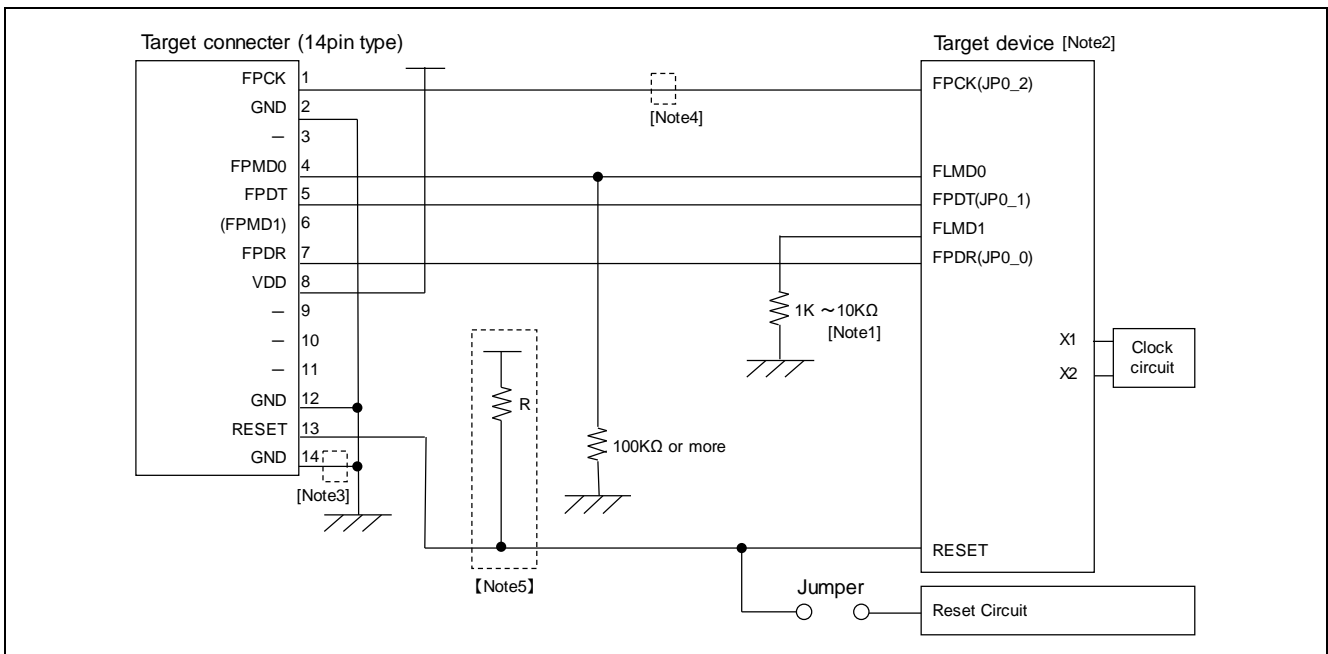 Target connecter (14pin type)
FPCK 1
GND 2
– 3
FPMD0 4
FPDT 5
(FPMD1) 6
FPDR 7
VDD 8
– 9
– 10
– 11
GND 12
RESET 13
GND 14
[Note3]
[Note4]
R
【Note5】
100KΩ or more
1K ～10KΩ
[Note1]
Target device [Note2]
FPCK(JP0_2)
FLMD0
FPDT(JP0_1)
FLMD1
FPDR(JP0_0)
X1
X2
Clock
circuit
RESET
Jumper
Reset Circuit